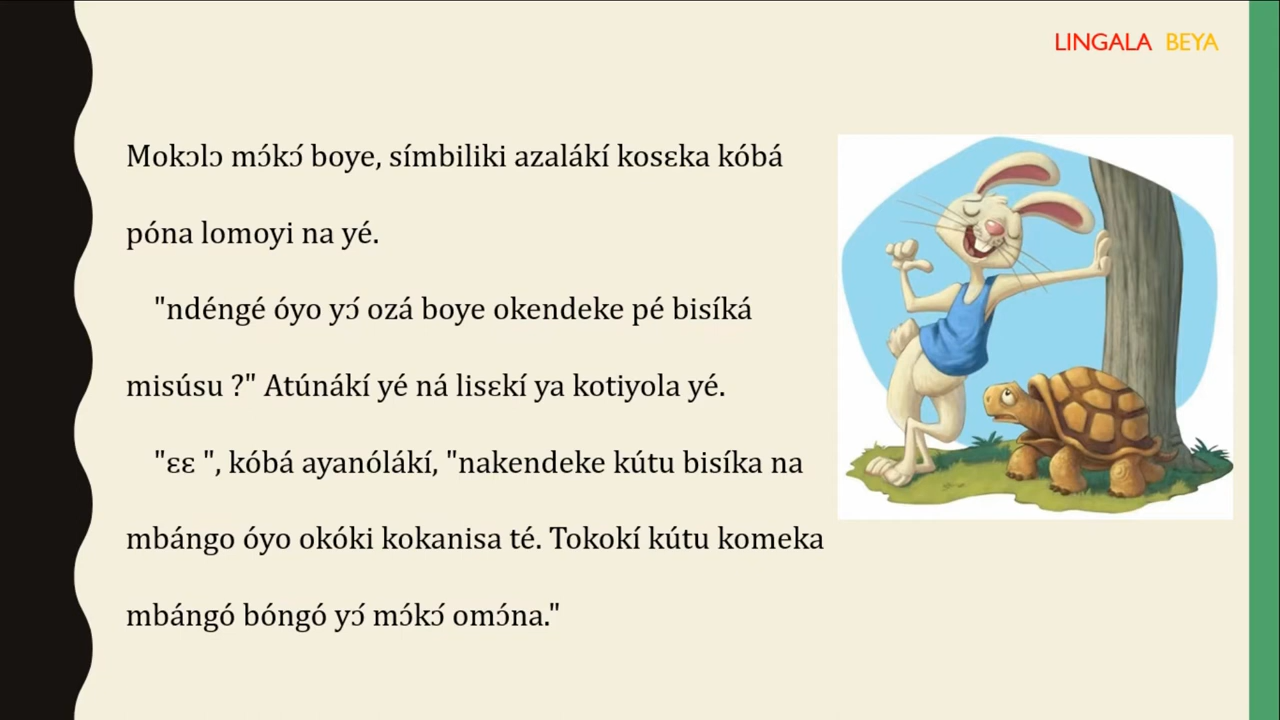 LINGALA BEYA
Mokɔlɔ mɔ́kɔ́ boye, símbiliki azalákí kosɛka kóbá
póna lomoyi na yé.
"ndéngé óyo yɔ́ ozá boye okendeke pé bisíká
misúsu ?" Atúnákí yé ná lisɛkí ya kotiyola yé.
"ɛɛ ", kóbá ayanólákí, "nakendeke kútu bisíka na
mbángo óyo okóki kokanisa té. Tokokí kútu komeka
mbángó bóngó yɔ́ mɔ́kɔ́ omɔ́na."